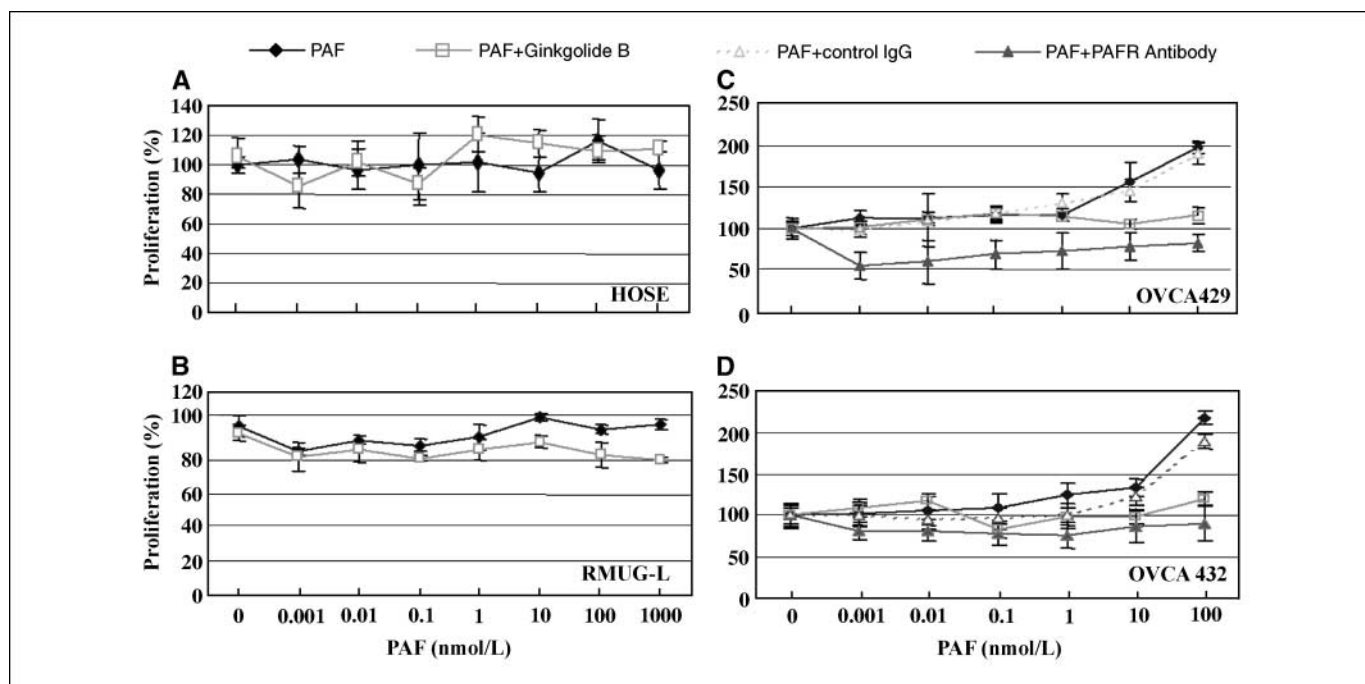 PAF PAF+Ginkgolide B PAF+control IgG PAF+PAFR Antibody
A
Proliferation (%)
140
120
100
80
60
40
20
0
HOSE
C
250
200
150
100
50
0
OVCA429
B
Proliferation (%)
120
100
80
60
40
20
0
RMUG-L
0 0.001 0.01 0.1 1 10 100 1000
PAF (nmol/L)
D
250
200
150
100
50
0
OVCA 432
0 0.001 0.01 0.1 1 10 100
PAF (nmol/L)